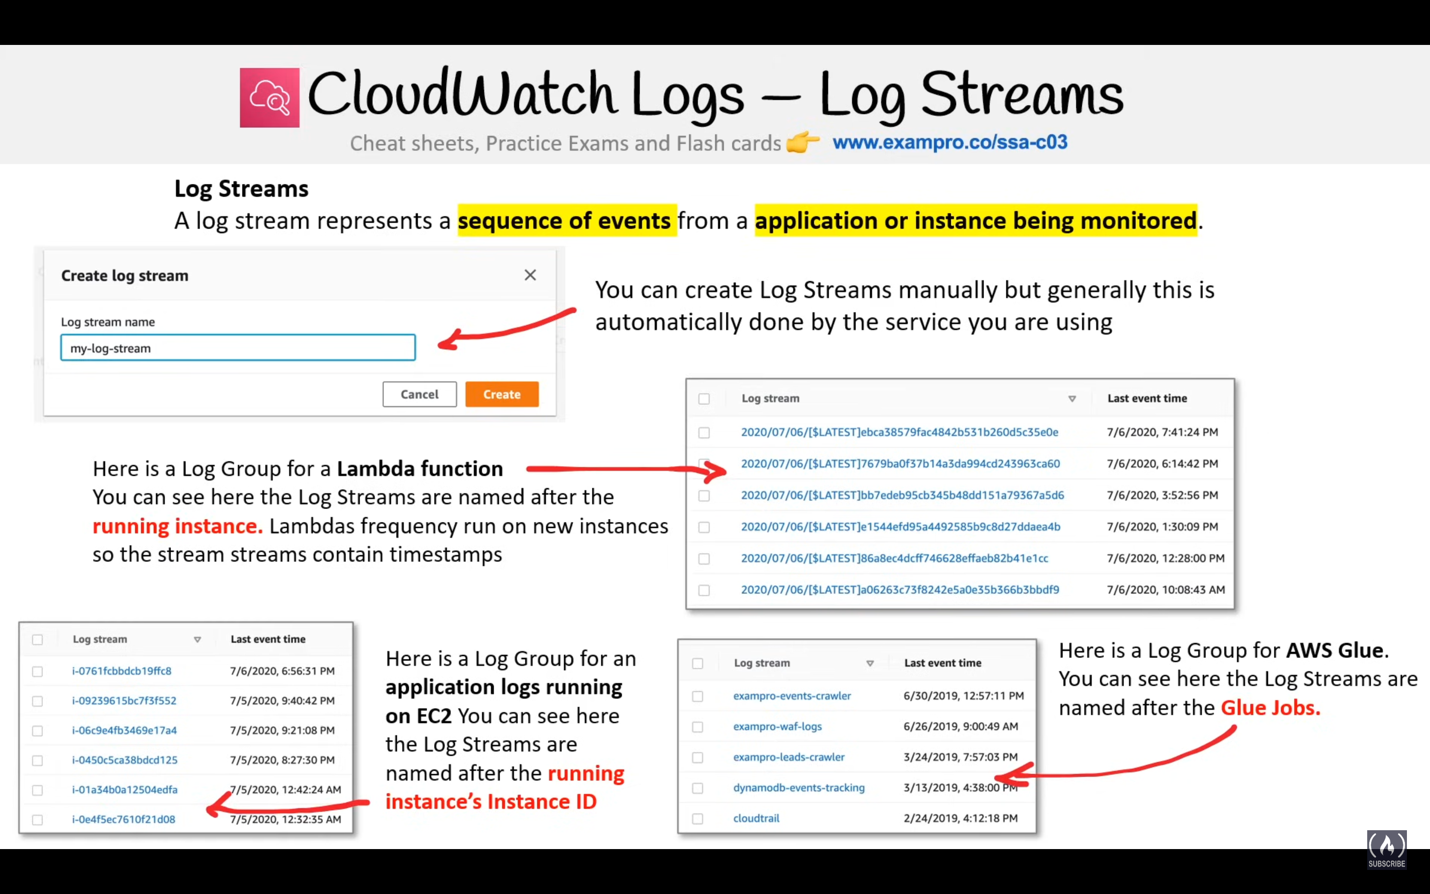 CloudWatch Logs – Log Streams
Cheat sheets, Practice Exams and Flash cards 👉 www.exampro.co/ssa-c03
Log Streams
A log stream represents a sequence of events from a application or instance being monitored.
Create log stream
Log stream name
my-log-stream
Cancel
Create
You can create Log Streams manually but generally this is
automatically done by the service you are using
Here is a Log Group for a Lambda function
You can see here the Log Streams are named after the
running instance. Lambdas frequency run on new instances
so the stream streams contain timestamps
Log stream Last event time
2020/07/06/[$LATEST]ebca38579fac4842b531b260d5c35e0e 7/6/2020, 7:41:24 PM
2020/07/06/[$LATEST]7679ba0f37b14a3da994cd243963ca60 7/6/2020, 6:14:42 PM
2020/07/06/[$LATEST]bb7edeb95cb345b48dd151a79367a5d6 7/6/2020, 3:52:56 PM
2020/07/06/[$LATEST]e1544efd95a4492585b9c8d27ddaea4b 7/6/2020, 1:30:09 PM
2020/07/06/[$LATEST]86a8ec4dcff746628effaeb82b41e1cc 7/6/2020, 12:28:00 PM
2020/07/06/[$LATEST]a06263c73f8242e5a0e35b366b3bbdf9 7/6/2020, 10:08:43 AM
Log stream Last event time
i-0761fcbbdcb19ffc8 7/6/2020, 6:56:31 PM
i-09239615bc7f3f552 7/5/2020, 9:40:42 PM
i-06c9e4fb3469e17a4 7/5/2020, 9:21:08 PM
i-0450c5ca38bdcd125 7/5/2020, 8:27:30 PM
i-01a34b0a12504edfa 7/5/2020, 12:42:24 AM
i-0e4f5ec7610f21d08 7/5/2020, 12:32:35 AM
Here is a Log Group for an
application logs running
on EC2 You can see here
the Log Streams are
named after the running
instance's Instance ID
Log stream Last event time
exampro-events-crawler 6/30/2019, 12:57:11 PM
exampro-waf-logs 6/26/2019, 9:00:49 AM
exampro-leads-crawler 3/24/2019, 7:57:03 PM
dynamodb-events-tracking 3/13/2019, 4:38:00 PM
cloudtrail 2/24/2019, 4:12:18 PM
Here is a Log Group for AWS Glue.
You can see here the Log Streams are
named after the Glue Jobs.
SUBSCRIBE